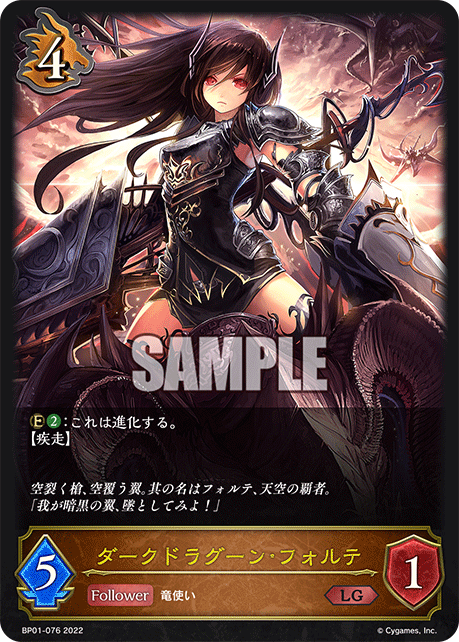 4
SAMPLE
E 2:これは進化する。
【疾走】
空裂く槍、空覆う翼。其の名はフォルテ、天空の覇者。
「我が暗黒の翼、墜としてみよ!」
ダークドラグーン・フォルテ
5 Follower 竜使い LG 1
BP01-076 2022 © Cygames, Inc.